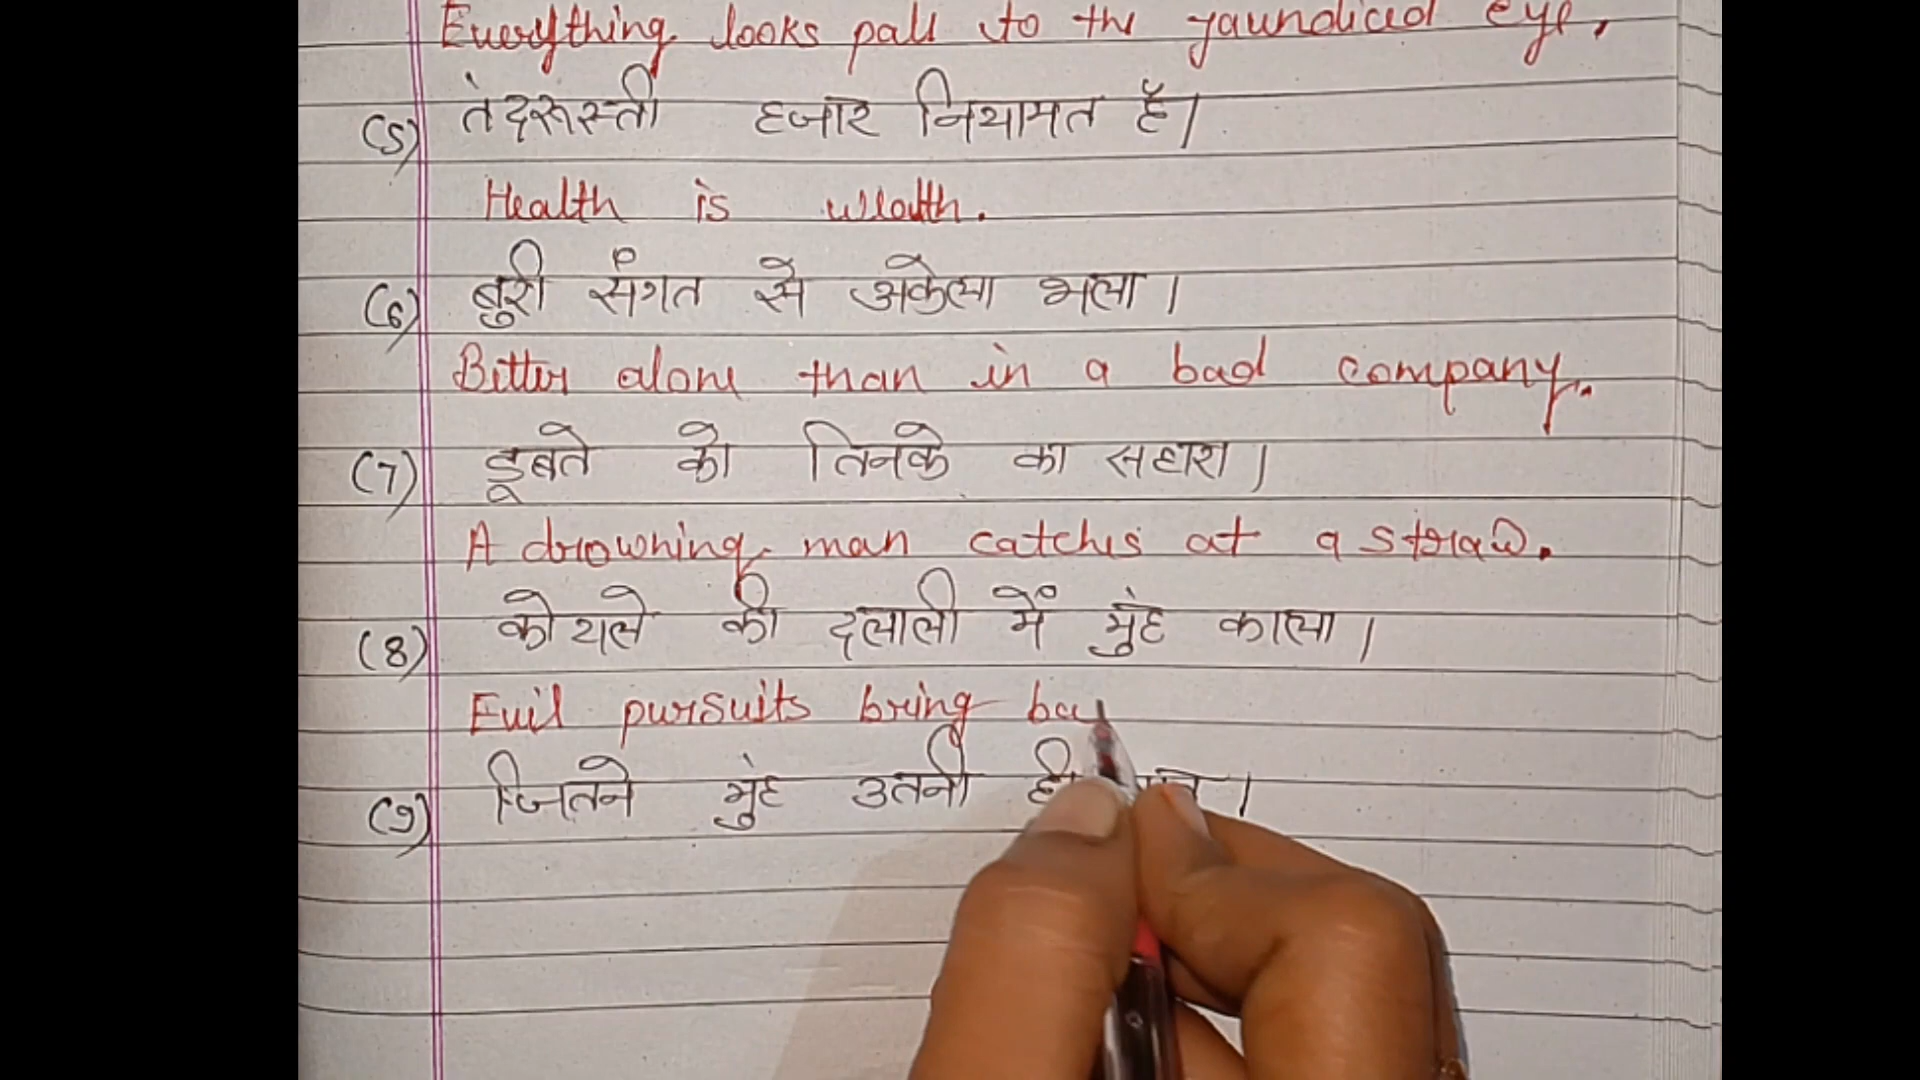 Everything looks pale to the jaundiced eye.
(5) तंदरूस्ती हजार नियामत है।
Health is wealth.
(6) बुरी संगत से अकेला भला।
Better alone than in a bad company.
(7) डूबते को तिनके का सहारा।
A drowning man catches at a straw.
(8) कोयले की दलाली में मुंह काला।
Evil pursuits bring
(9) जितने मुंह उतनी ही